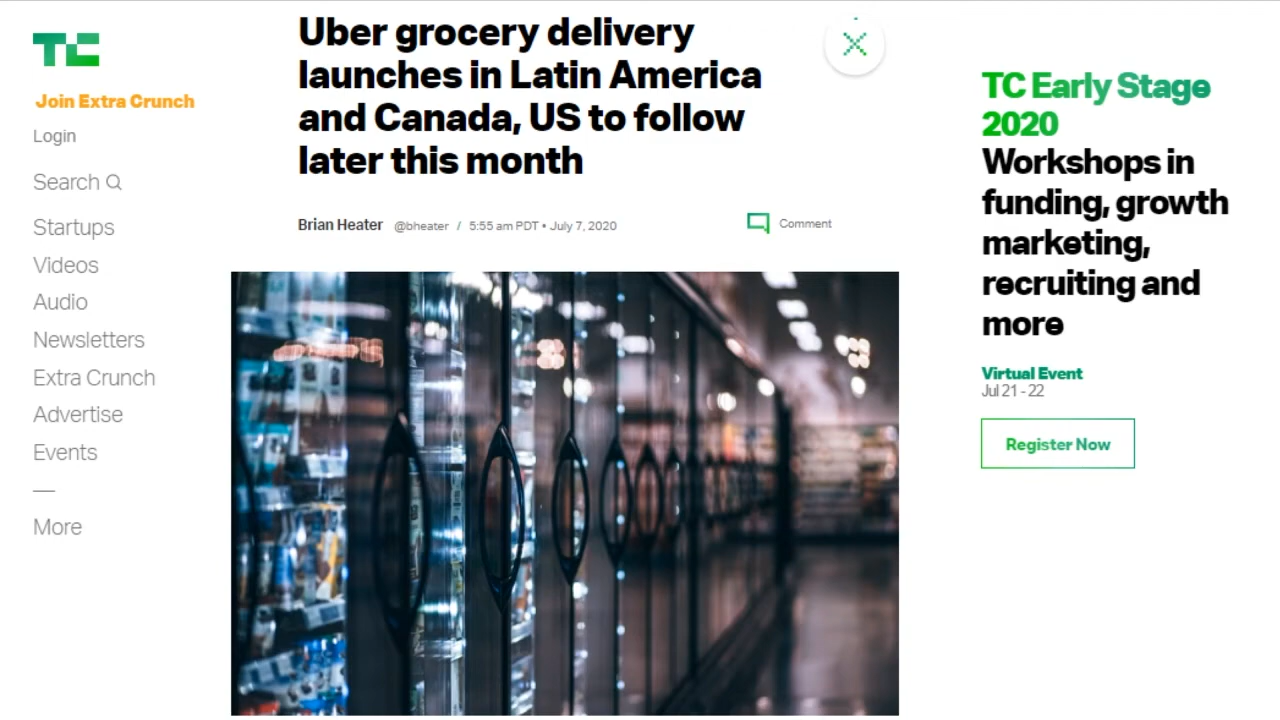 TC
Join Extra Crunch
Login
Search
Startups
Videos
Audio
Newsletters
Extra Crunch
Advertise
Events
More
Uber grocery delivery
launches in Latin America
and Canada, US to follow
later this month
Brian Heater @bheater / 5:55 am PDT • July 7, 2020
Comment
TC Early Stage
2020
Workshops in
funding, growth
marketing,
recruiting and
more
Virtual Event
Jul 21 - 22
Register Now